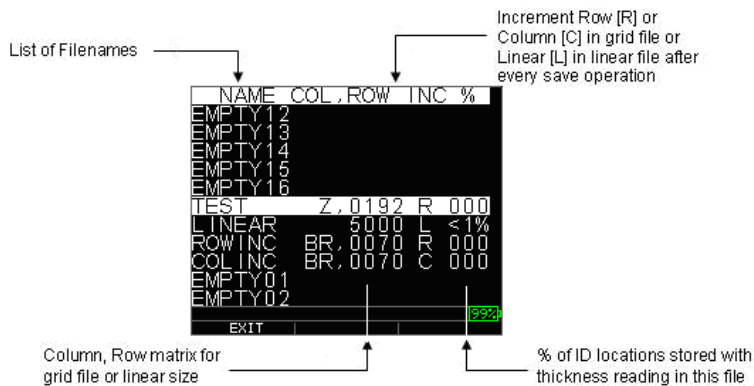 Increment Row [R] or
Column [C] in grid file or
Linear [L] in linear file after
every save operation
List of Filenames
NAME COL,ROW INC %
EMPTY12
EMPTY13
EMPTY14
EMPTY15
EMPTY16
TEST Z,0192 R 000
LINEAR 5000 L <1%
ROWINC BR,0070 R 000
COLINC BR,0070 C 000
EMPTY01
EMPTY02
99%
EXIT
Column, Row matrix for
grid file or linear size
% of ID locations stored with
thickness reading in this file